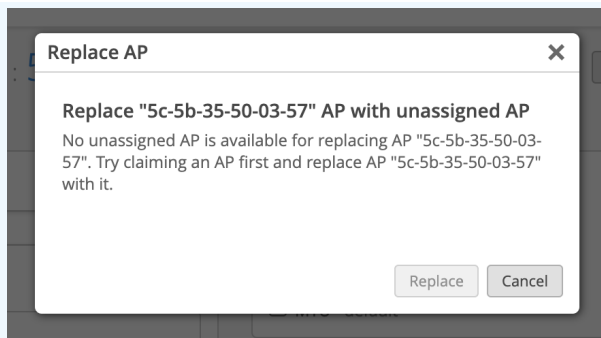 Replace AP
Replace "5c-5b-35-50-03-57" AP with unassigned AP
No unassigned AP is available for replacing AP "5c-5b-35-50-03-
57". Try claiming an AP first and replace AP "5c-5b-35-50-03-57"
with it.
Replace
Cancel